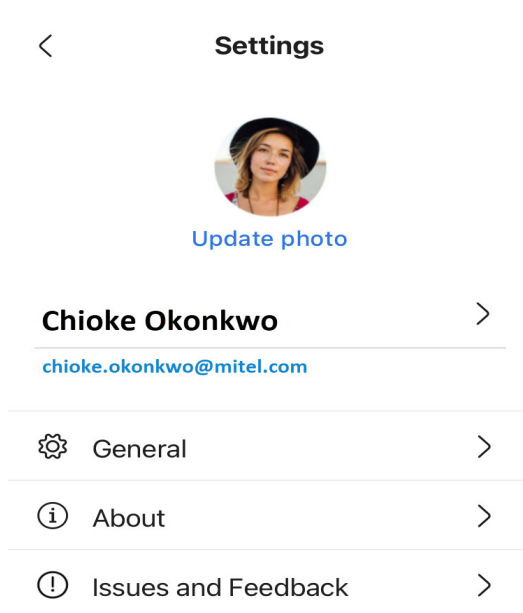 Settings
Update photo
Chioke Okonkwo
chioke.okonkwo@mitel.com
General
About
Issues and Feedback